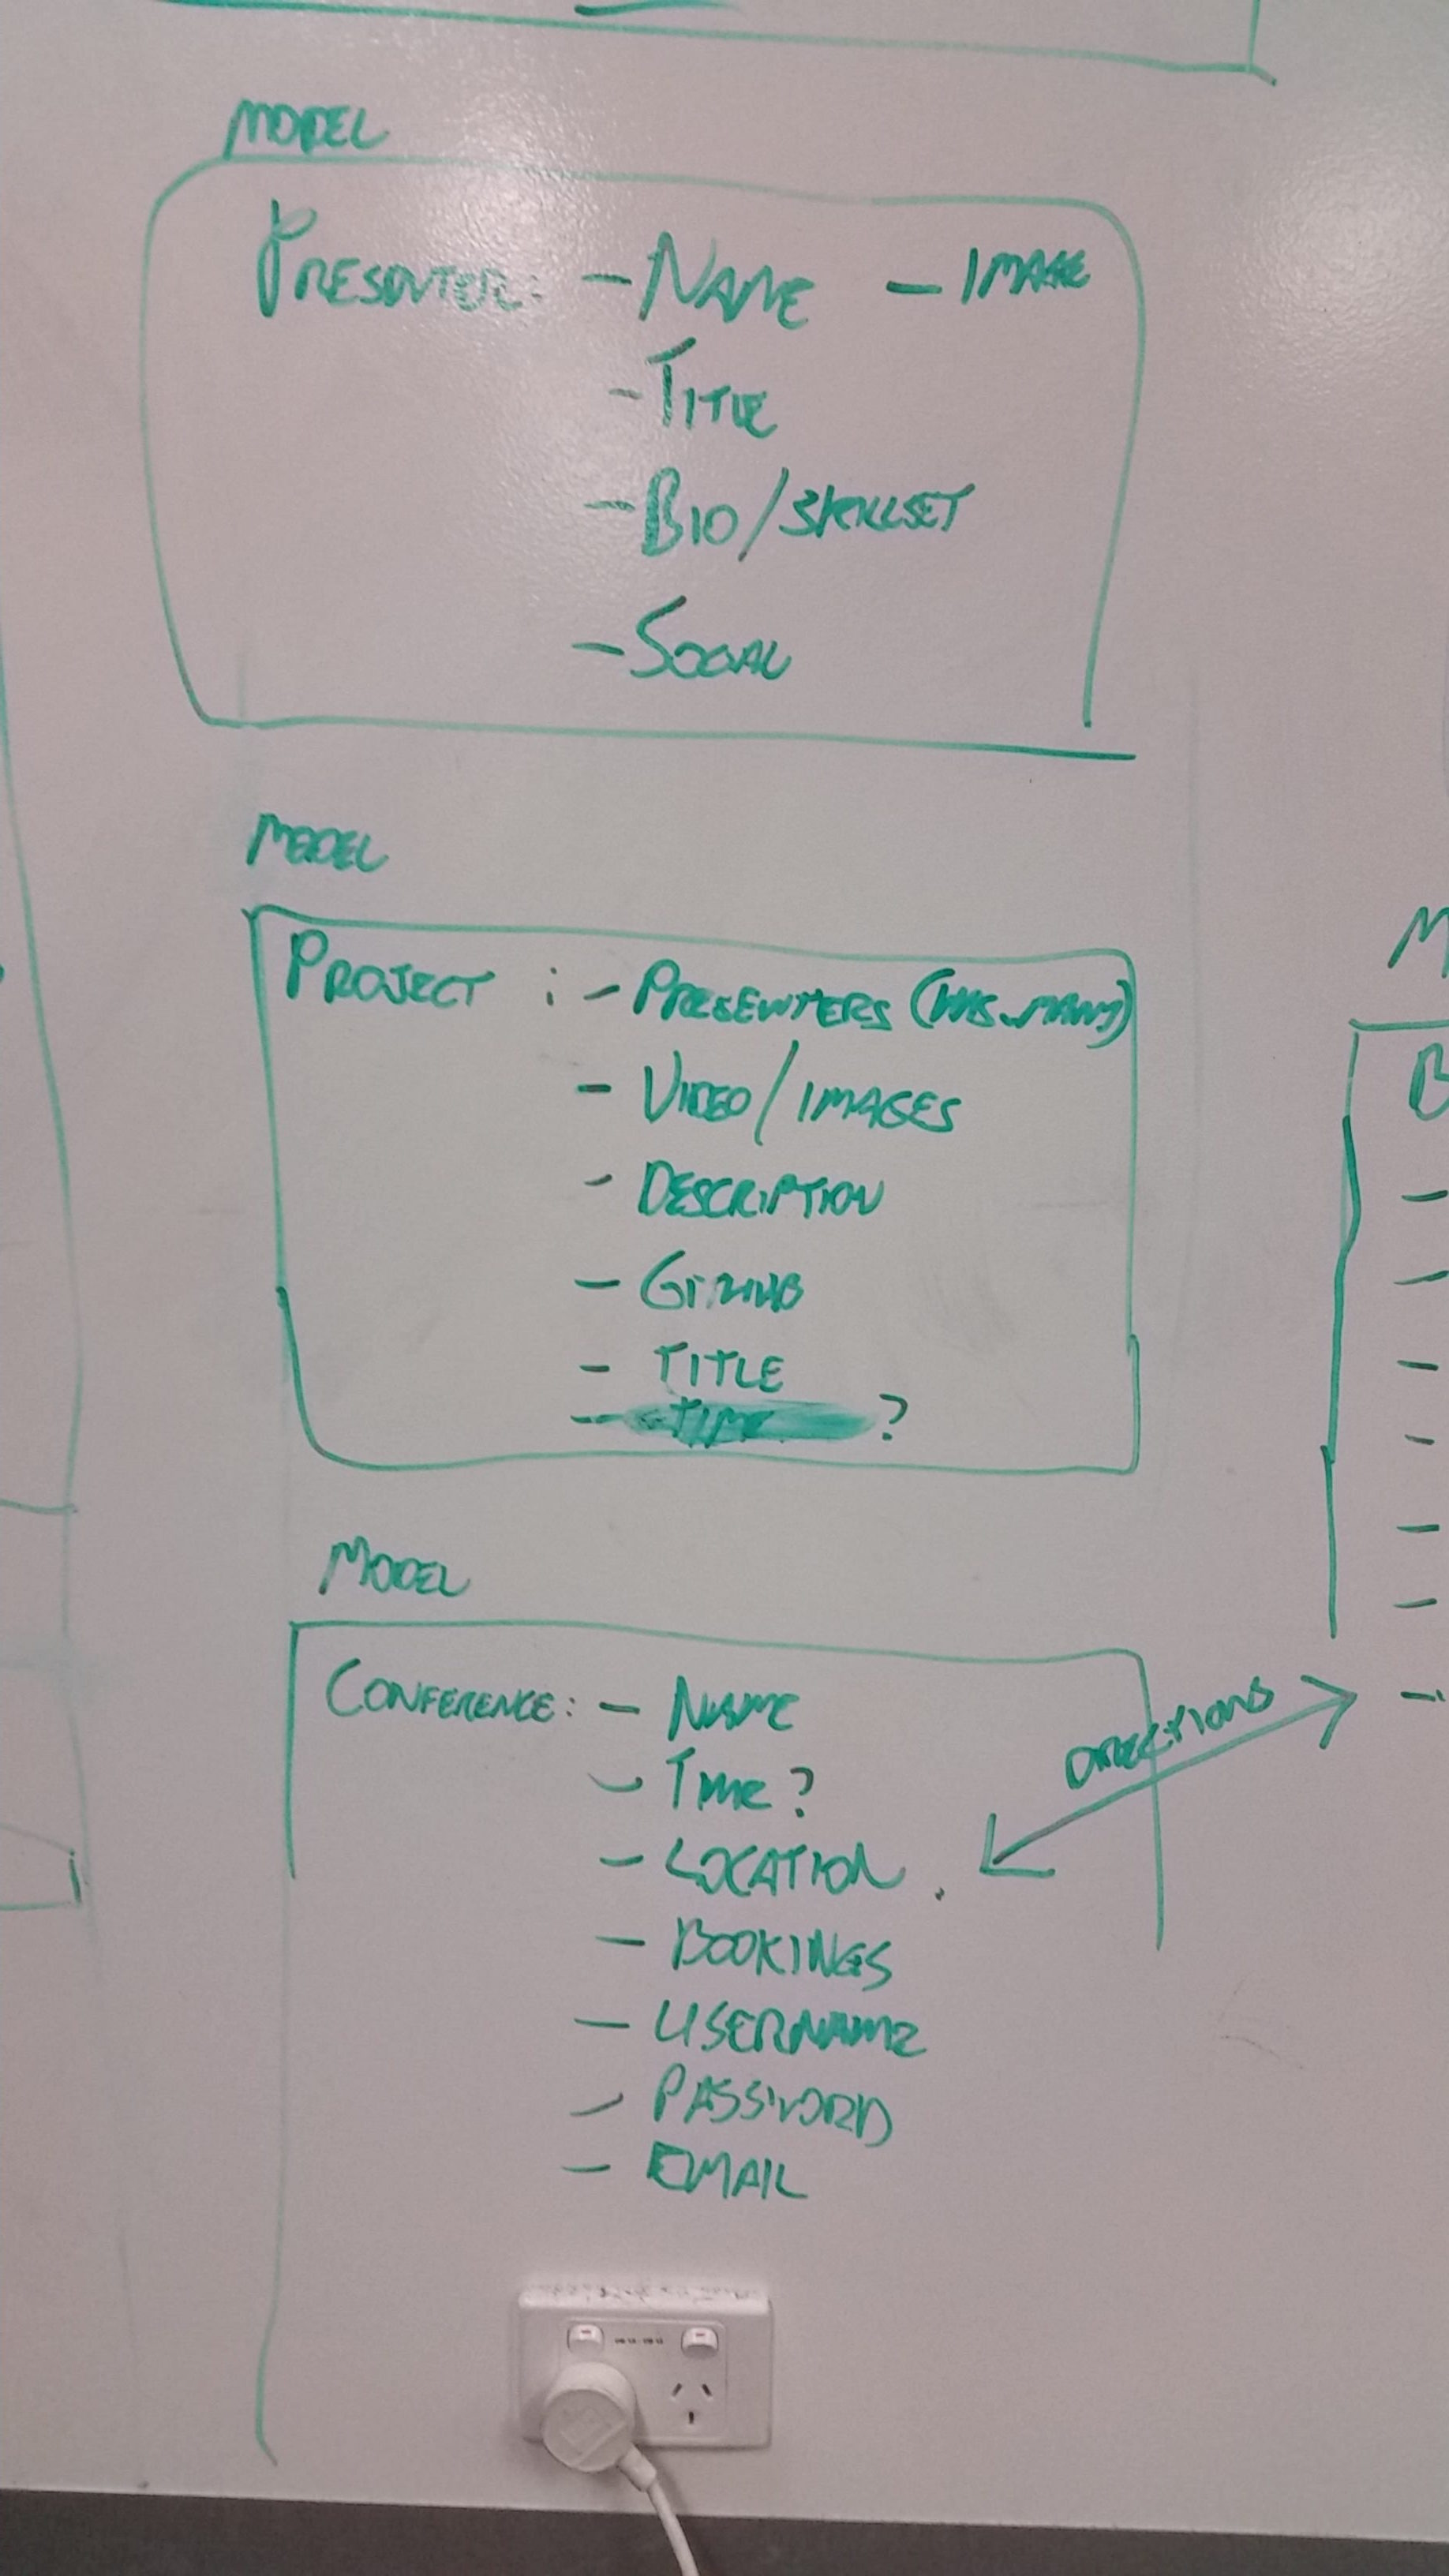 MODEL
PRESENTER: - NAME - IMAGE
- TITLE
- BIO/SKILLSET
- SOCIAL
MODEL
PROJECT : - PRESENTERS (HAS_MANY)
- VIDEO/IMAGES
- DESCRIPTION
- GITHUB
- TITLE
- TIME ?
MODEL
CONFERENCE: - NAME
- TIME?
- LOCATION
DIRECTIONS
- BOOKINGS
- USERNAME
- PASSWORD
- EMAIL
M
B